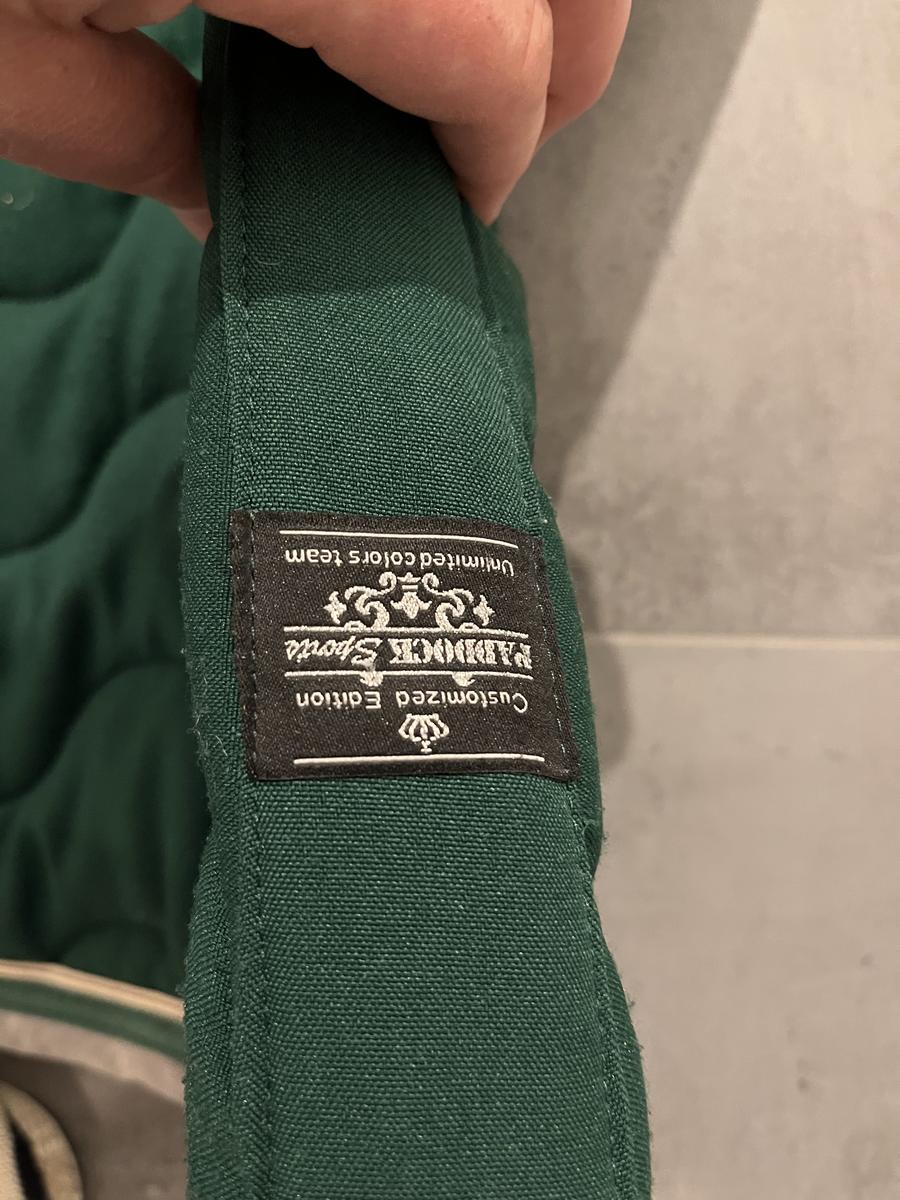 Customized Edition
PADDOCK Sports
Unlimited colors team